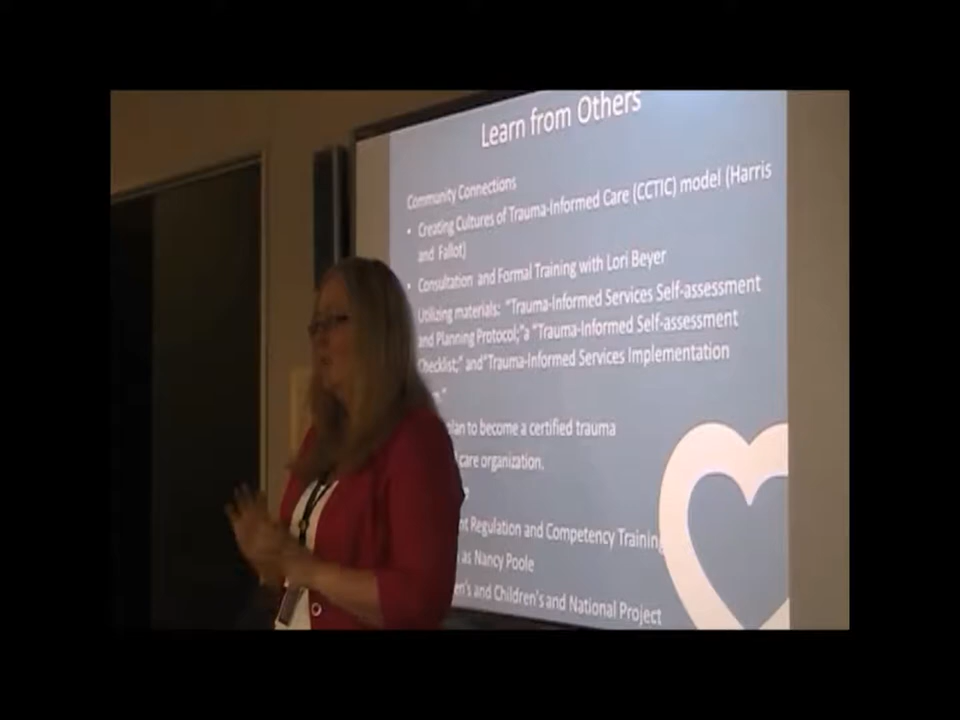 Learn from Others
Community Connections
• Creating Cultures of Trauma-Informed Care (CCTIC) model (Harris
and Fallot)
• Consultation and Formal Training with Lori Beyer
Utilizing materials: "Trauma-Informed Services Self-assessment
and Planning Protocol;"a "Trauma-Informed Self-assessment
Checklist;" and"Trauma-Informed Services Implementation
to become a certified trauma
care organization.
Regulation and Competency Training
as Nancy Poole
and Children's and National Project